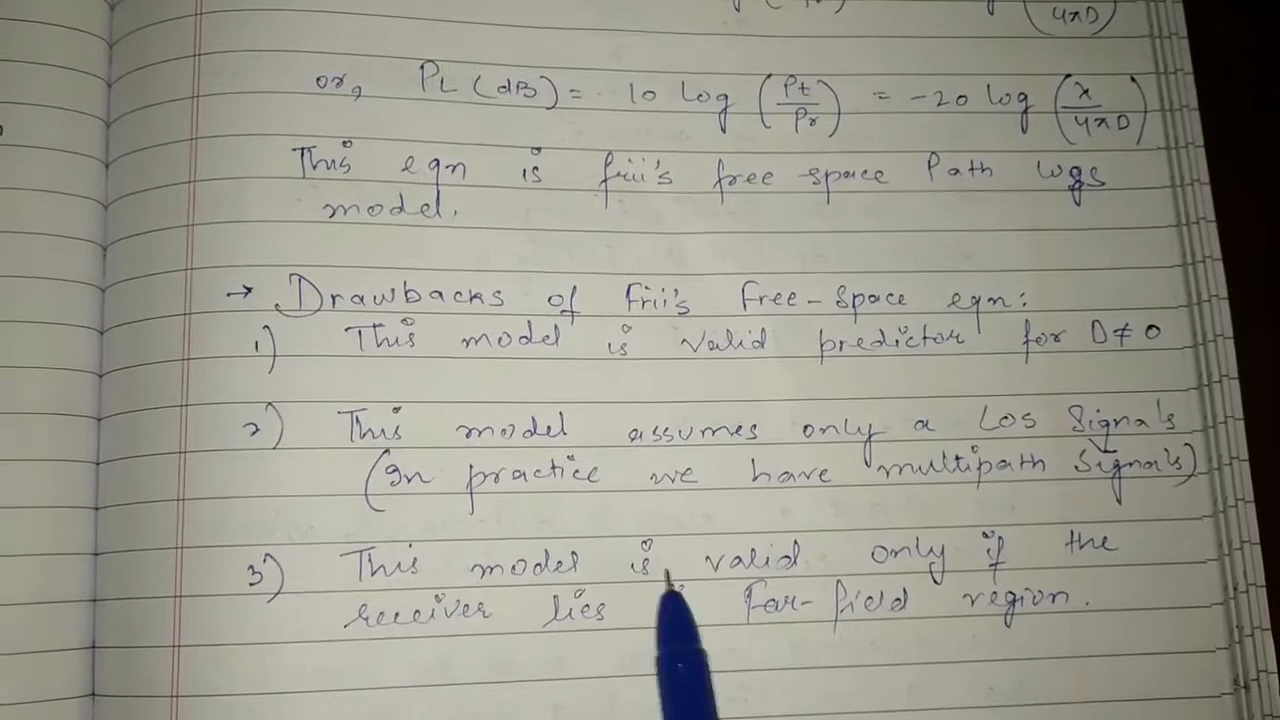 4πD
or, PL (dB) = 10 log (Pt/Pr) = -20 log (λ/4πD)
This eqn is frii's free space Path loss
model.
→ Drawbacks of Frii's Free-Space eqn:
1) This model is valid predictor for D≠0
2) This model assumes only a LOS Signals
(In practice we have multipath Signals)
3) This model is valid only if the
receiver lies Far-field region.